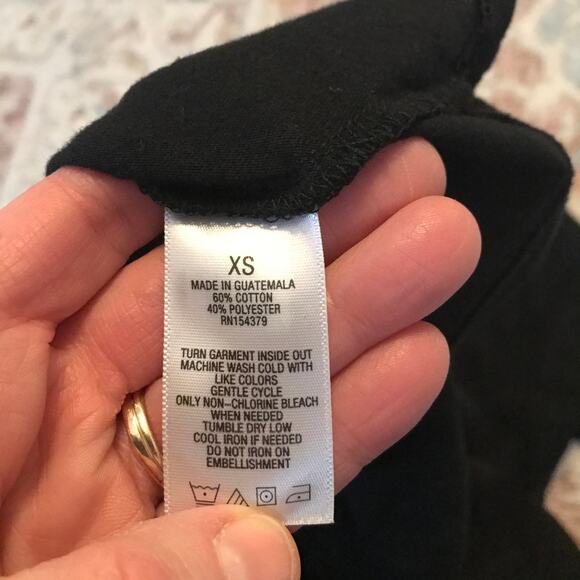 XS
MADE IN GUATEMALA
60% COTTON
40% POLYESTER
RN154379
TURN GARMENT INSIDE OUT
MACHINE WASH COLD WITH
LIKE COLORS
GENTLE CYCLE
ONLY NON-CHLORINE BLEACH
WHEN NEEDED
TUMBLE DRY LOW
COOL IRON IF NEEDED
DO NOT IRON ON
EMBELLISHMENT